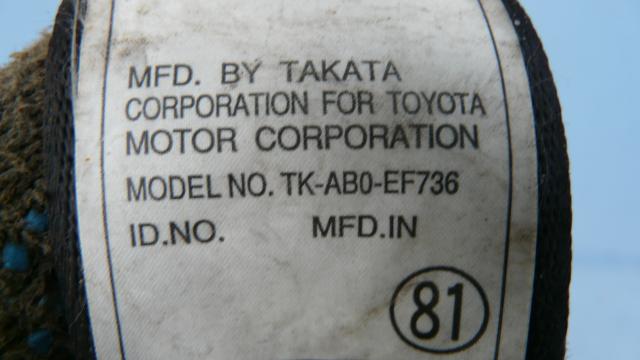 MFD. BY TAKATA
CORPORATION FOR TOYOTA
MOTOR CORPORATION
MODEL NO. TK-AB0-EF736
ID.NO. MFD.IN
81